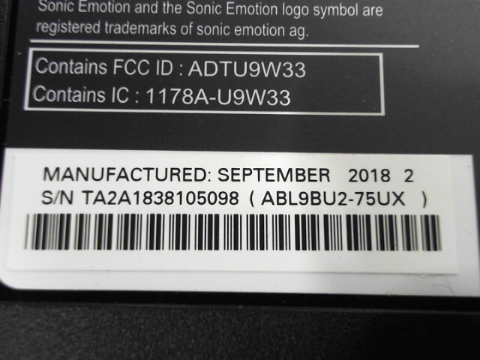 Sonic Emotion and the Sonic Emotion logo symbol are
registered trademarks of sonic emotion ag.
Contains FCC ID : ADTU9W33
Contains IC : 1178A-U9W33
MANUFACTURED: SEPTEMBER 2018 2
S/N TA2A1838105098 ( ABL9BU2-75UX )